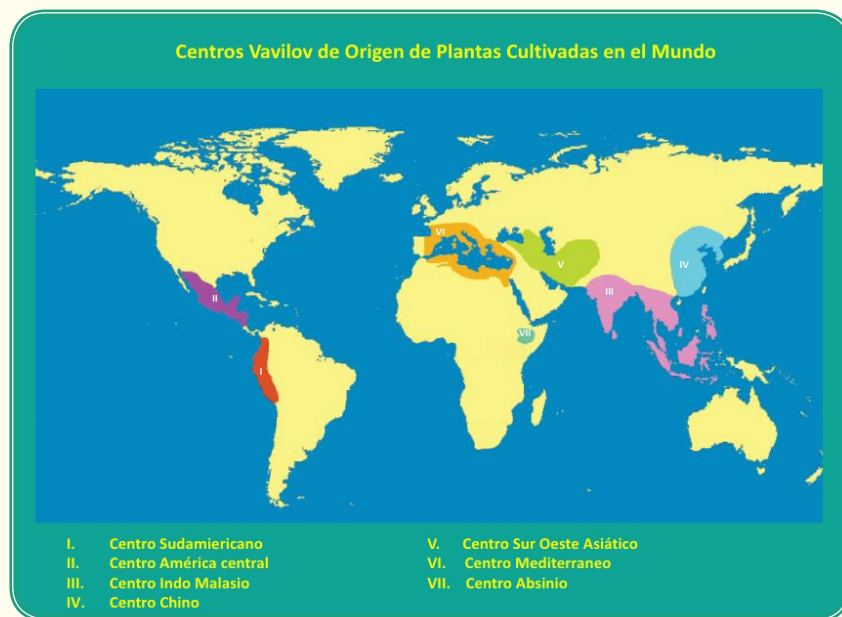 Centros Vavilov de Origen de Plantas Cultivadas en el Mundo
VI
V
IV
III
II
VII
I
I. Centro Sudamiericano
II. Centro América central
III. Centro Indo Malasio
IV. Centro Chino
V. Centro Sur Oeste Asiático
VI. Centro Mediterraneo
VII. Centro Absinio